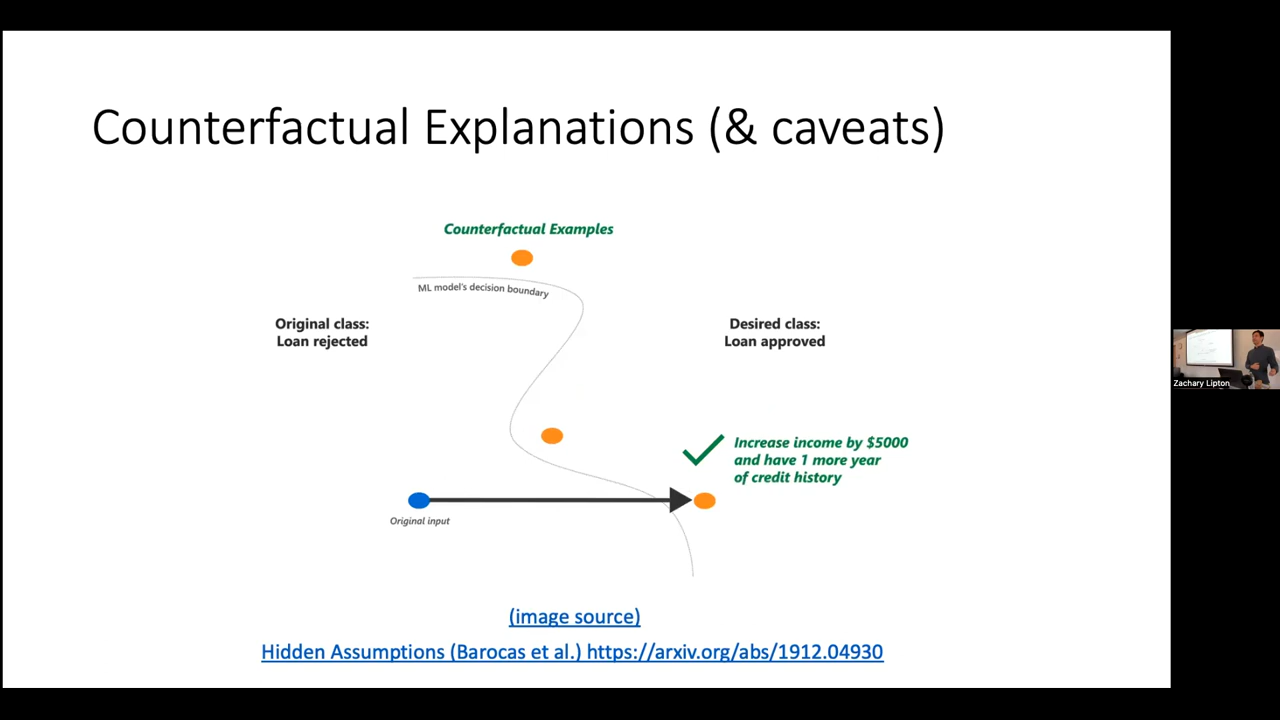 Counterfactual Explanations (& caveats)
Counterfactual Examples
ML model's decision boundary
Original class:
Loan rejected
Desired class:
Loan approved
Increase income by $5000
and have 1 more year
of credit history
Original input
(image source)
Hidden Assumptions (Barocas et al.) https://arxiv.org/abs/1912.04930
Zachary Lipton